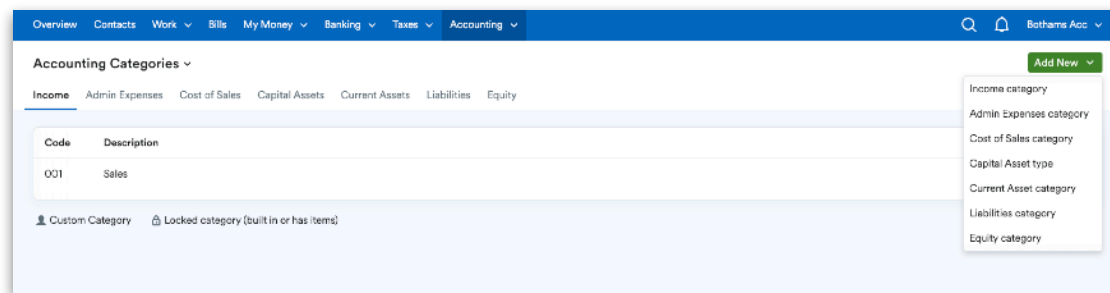 Overview Contacts Work Bills My Money Banking Taxes Accounting Bothams Acc
Accounting Categories
Add New
Income Admin Expenses Cost of Sales Capital Assets Current Assets Liabilities Equity
Income category
Admin Expenses category
Cost of Sales category
Capital Asset type
Current Asset category
Liabilities category
Equity category
Code Description
001 Sales
Custom Category Locked category (built in or has items)